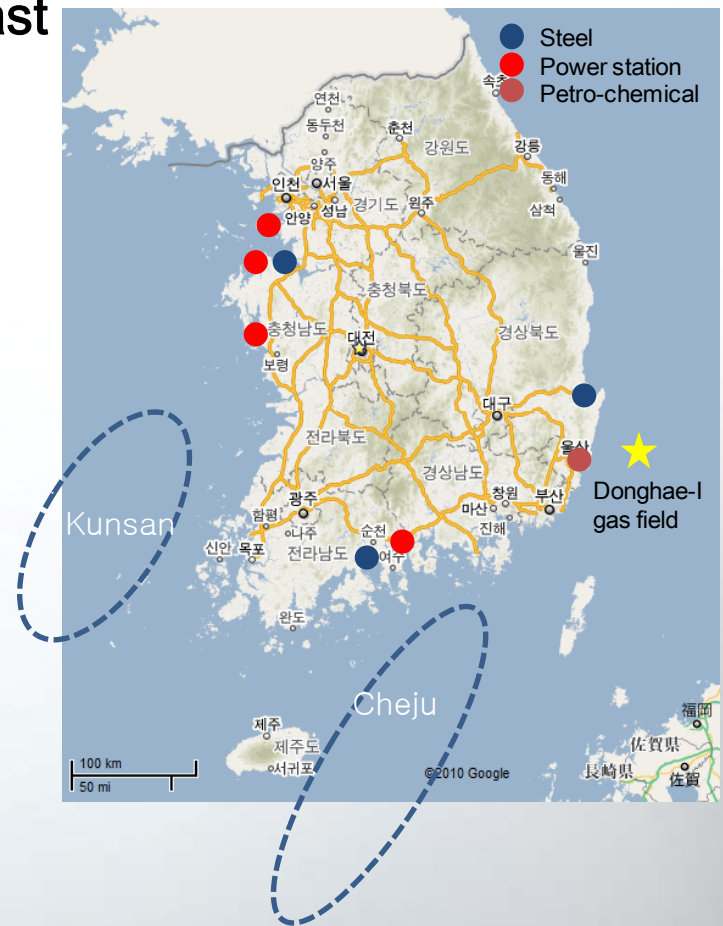 ast
Steel
Power station
Petro-chemical
속초
연천
동두천
춘천
강원도
강릉
양주
인천
서울
동해
안양
성남
경기도
원주
삼척
울진
충청북도
충청남도
대전
경상북도
보령
대구
전라북도
울산
경상남도
Donghae-I
gas field
광주
창원
부산
마산
함평
진해
Kunsan
나주
순천
신안
목포
전라남도
여수
완도
Cheju
제주
제주도
서귀포
福岡
佐賀県
長崎県
佐賀
100 km
50 mi
©2010 Google